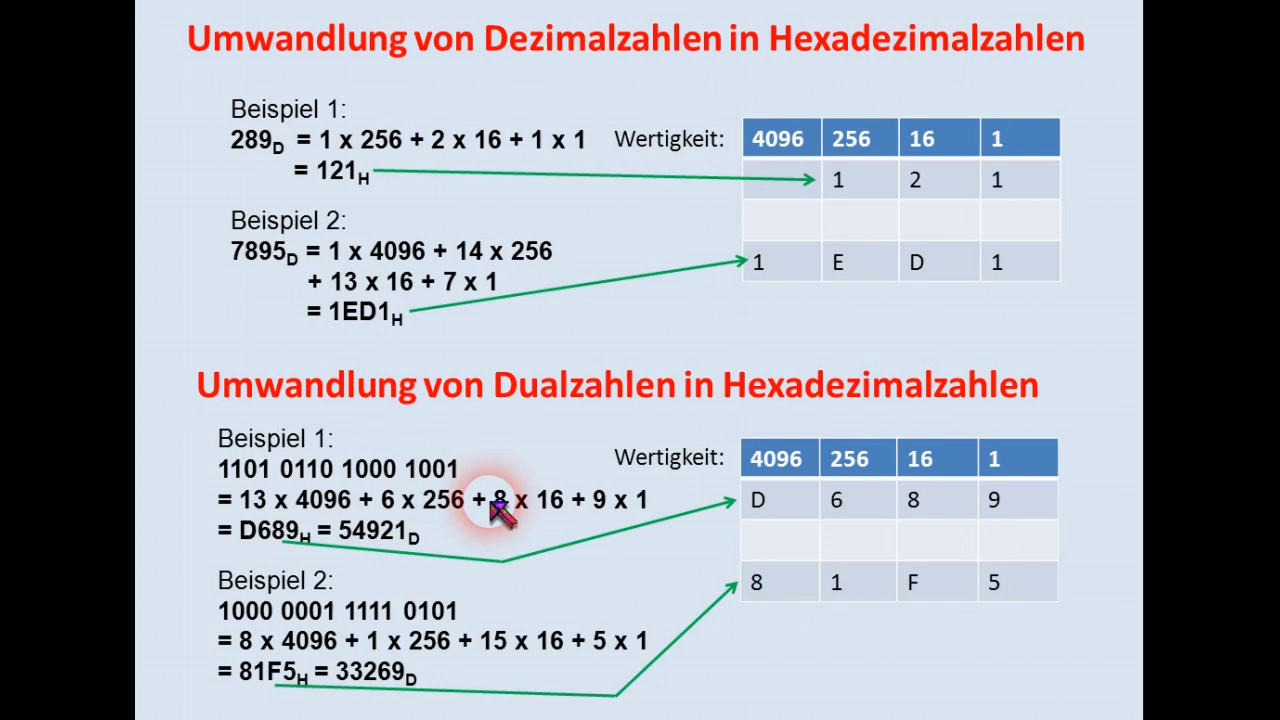 Umwandlung von Dezimalzahlen in Hexadezimalzahlen
Beispiel 1:
289D = 1 x 256 + 2 x 16 + 1 x 1
= 121H
Beispiel 2:
7895D = 1 x 4096 + 14 x 256
+ 13 x 16 + 7 x 1
= 1ED1H
Wertigkeit: 4096 256 16 1
1 2 1
1 E D 1
Umwandlung von Dualzahlen in Hexadezimalzahlen
Beispiel 1:
1101 0110 1000 1001
= 13 x 4096 + 6 x 256 + 8 x 16 + 9 x 1
= D689H = 54921D
Beispiel 2:
1000 0001 1111 0101
= 8 x 4096 + 1 x 256 + 15 x 16 + 5 x 1
= 81F5H = 33269D
Wertigkeit: 4096 256 16 1
D 6 8 9
8 1 F 5